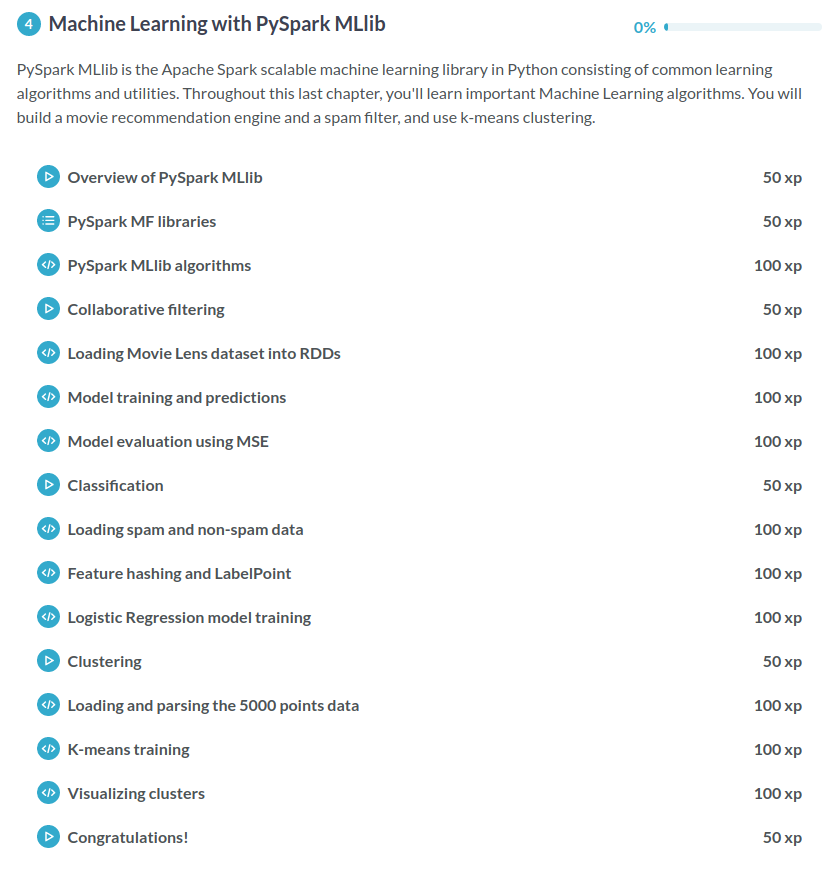 4 Machine Learning with PySpark MLlib 0%
PySpark MLlib is the Apache Spark scalable machine learning library in Python consisting of common learning
algorithms and utilities. Throughout this last chapter, you'll learn important Machine Learning algorithms. You will
build a movie recommendation engine and a spam filter, and use k-means clustering.
Overview of PySpark MLlib 50 xp
PySpark MF libraries 50 xp
PySpark MLlib algorithms 100 xp
Collaborative filtering 50 xp
Loading Movie Lens dataset into RDDs 100 xp
Model training and predictions 100 xp
Model evaluation using MSE 100 xp
Classification 50 xp
Loading spam and non-spam data 100 xp
Feature hashing and LabelPoint 100 xp
Logistic Regression model training 100 xp
Clustering 50 xp
Loading and parsing the 5000 points data 100 xp
K-means training 100 xp
Visualizing clusters 100 xp
Congratulations! 50 xp